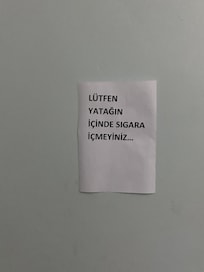 LÜTFEN
YATAĞIN
İÇİNDE SIGARA
İÇMEYİNİZ...